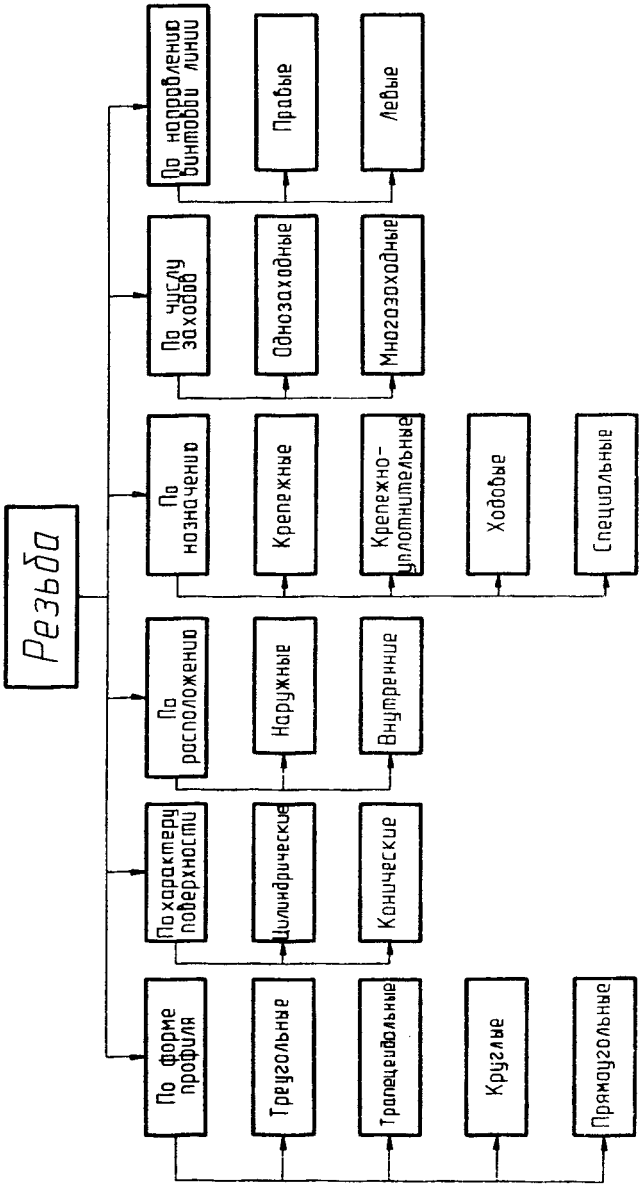 Резьба
По форме
профиля
Треугольные
Трапецеидальные
Круглые
Прямоугольные
По характеру
поверхности
Цилиндрические
Конические
По
расположению
Наружные
Внутренние
По
назначению
Крепежные
Крепежно-
уплотнительные
Ходовые
Специальные
По числу
заходов
Однозаходные
Многозаходные
По направлению
винтовой линии
Правые
Левые